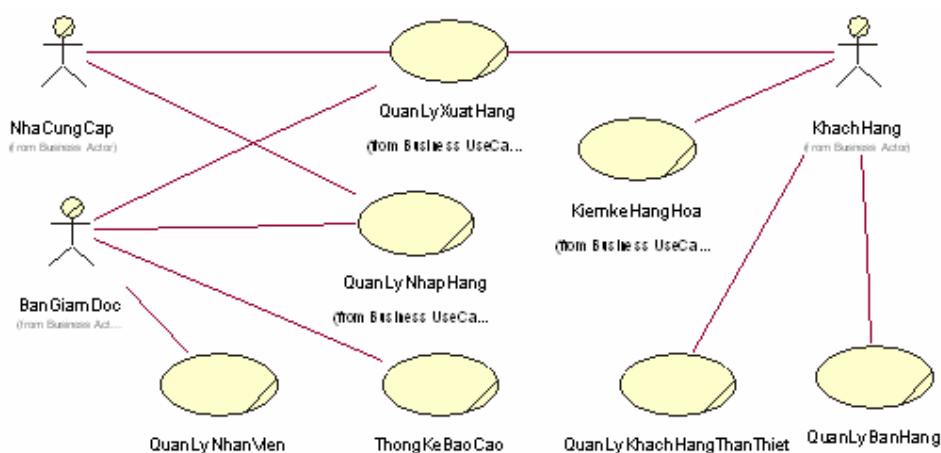 NhaCungCap
(from Business Actor)
QuanLyXuatHang
(from Business UseCa...
KhachHang
(from Business Actor)
KiemkeHangHoa
(from Business UseCa...
QuanLyNhapHang
(from Business UseCa...
BanGiamDoc
(from Business Act...
QuanLyNhanVien
ThongKeBaoCao
QuanLyKhachHangThanThiet
QuanLyBanHang